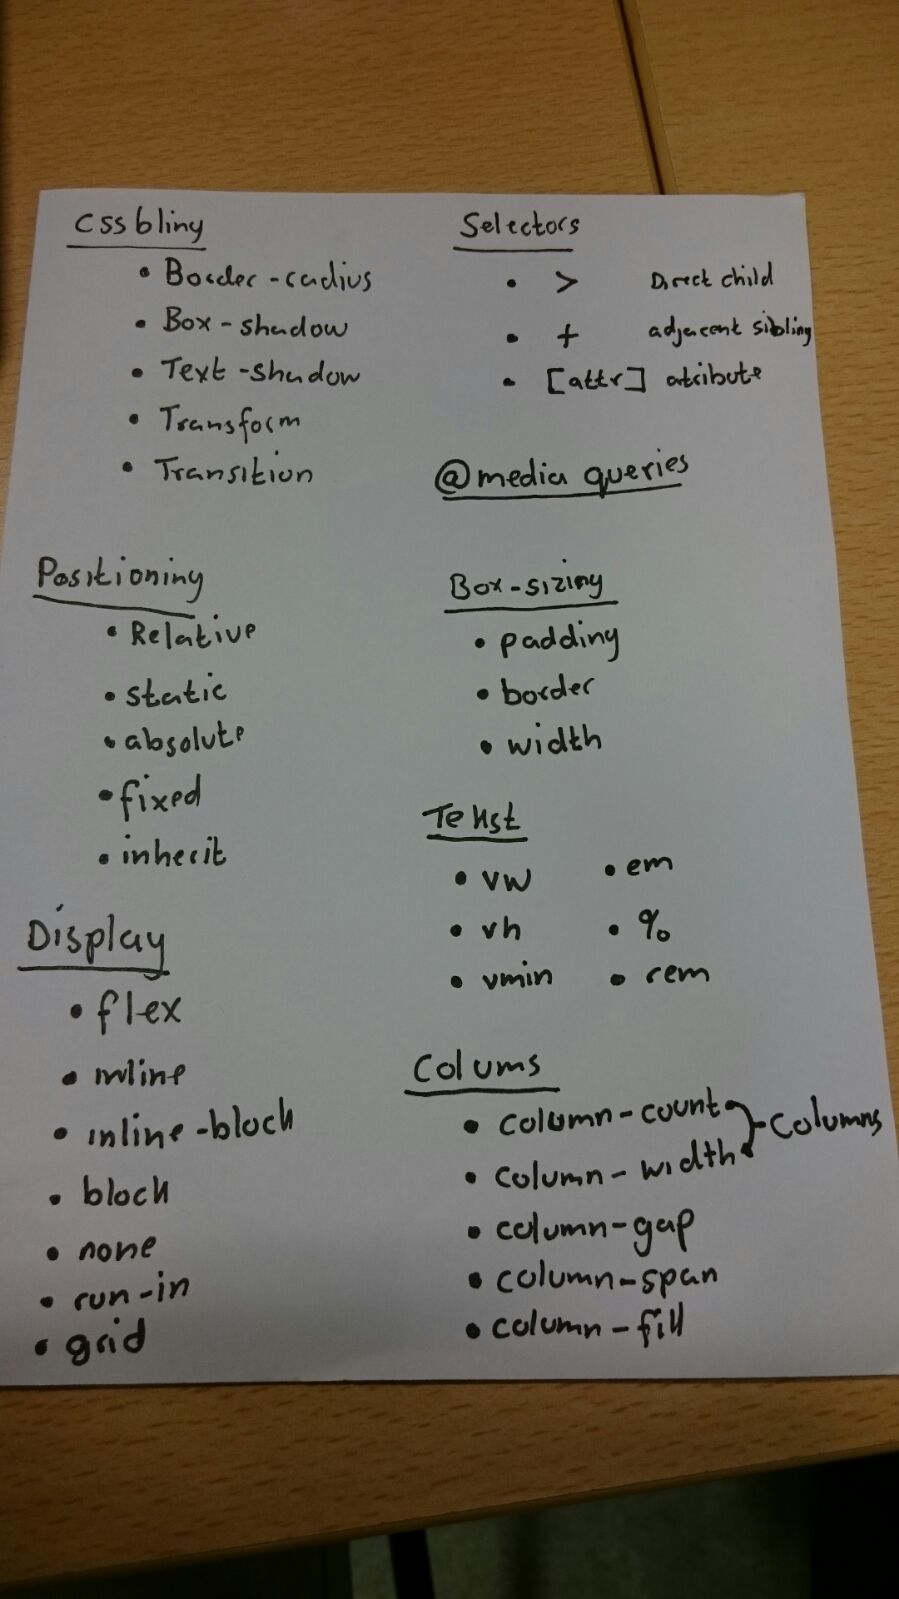 Css bling
• Border-radius
• Box-shadow
• Text-shadow
• Transform
• Transition
Positioning
• Relative
• static
• absolute
• fixed
• inherit
Display
• flex
• inline
• inline-block
• block
• none
• run-in
• grid
Selectors
• > Direct child
• + adjacent sibling
• [attr] atribute
@media queries
Box-sizing
• padding
• border
• width
Tekst
• vw • em
• vh • %
• vmin • rem
Colums
• column-count
• column-width
columns
• column-gap
• column-span
• column-fill